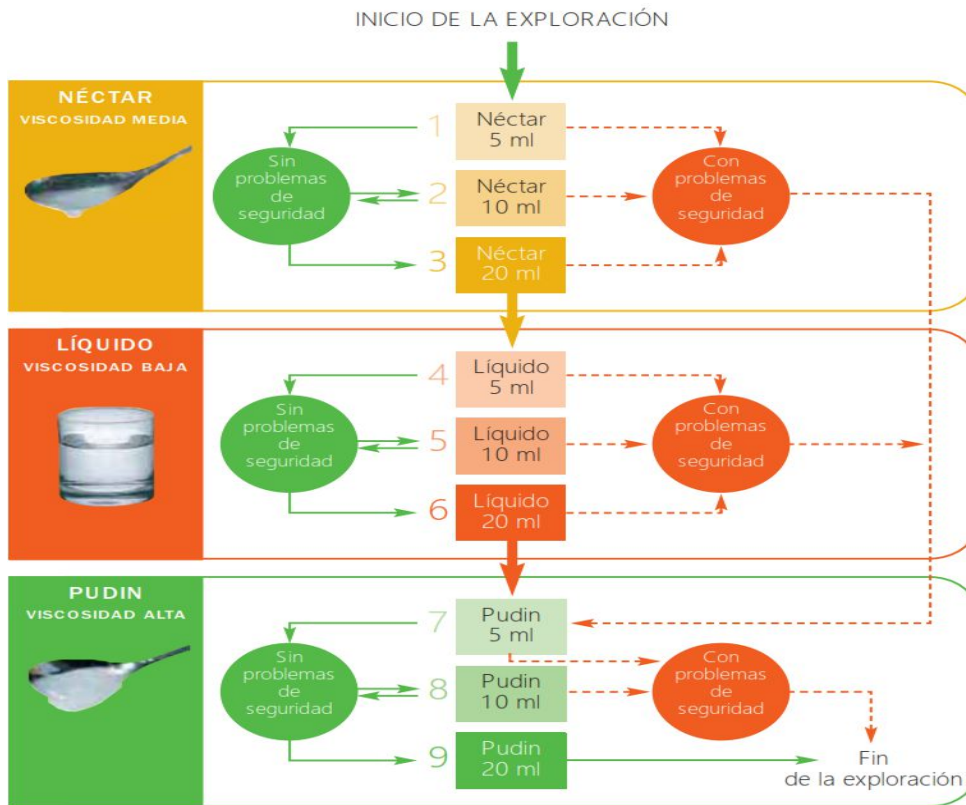 INICIO DE LA EXPLORACIÓN
NÉCTAR
VISCOSIDAD MEDIA
Sin
problemas
de
seguridad
1
Néctar
5 ml
2
Néctar
10 ml
3
Néctar
20 ml
Con
problemas
de
seguridad
LÍQUIDO
VISCOSIDAD BAJA
Sin
problemas
de
seguridad
4
Líquido
5 ml
5
Líquido
10 ml
6
Líquido
20 ml
Con
problemas
de
seguridad
PUDIN
VISCOSIDAD ALTA
Sin
problemas
de
seguridad
7
Pudin
5 ml
8
Pudin
10 ml
9
Pudin
20 ml
Con
problemas
de
seguridad
Fin
de la exploración